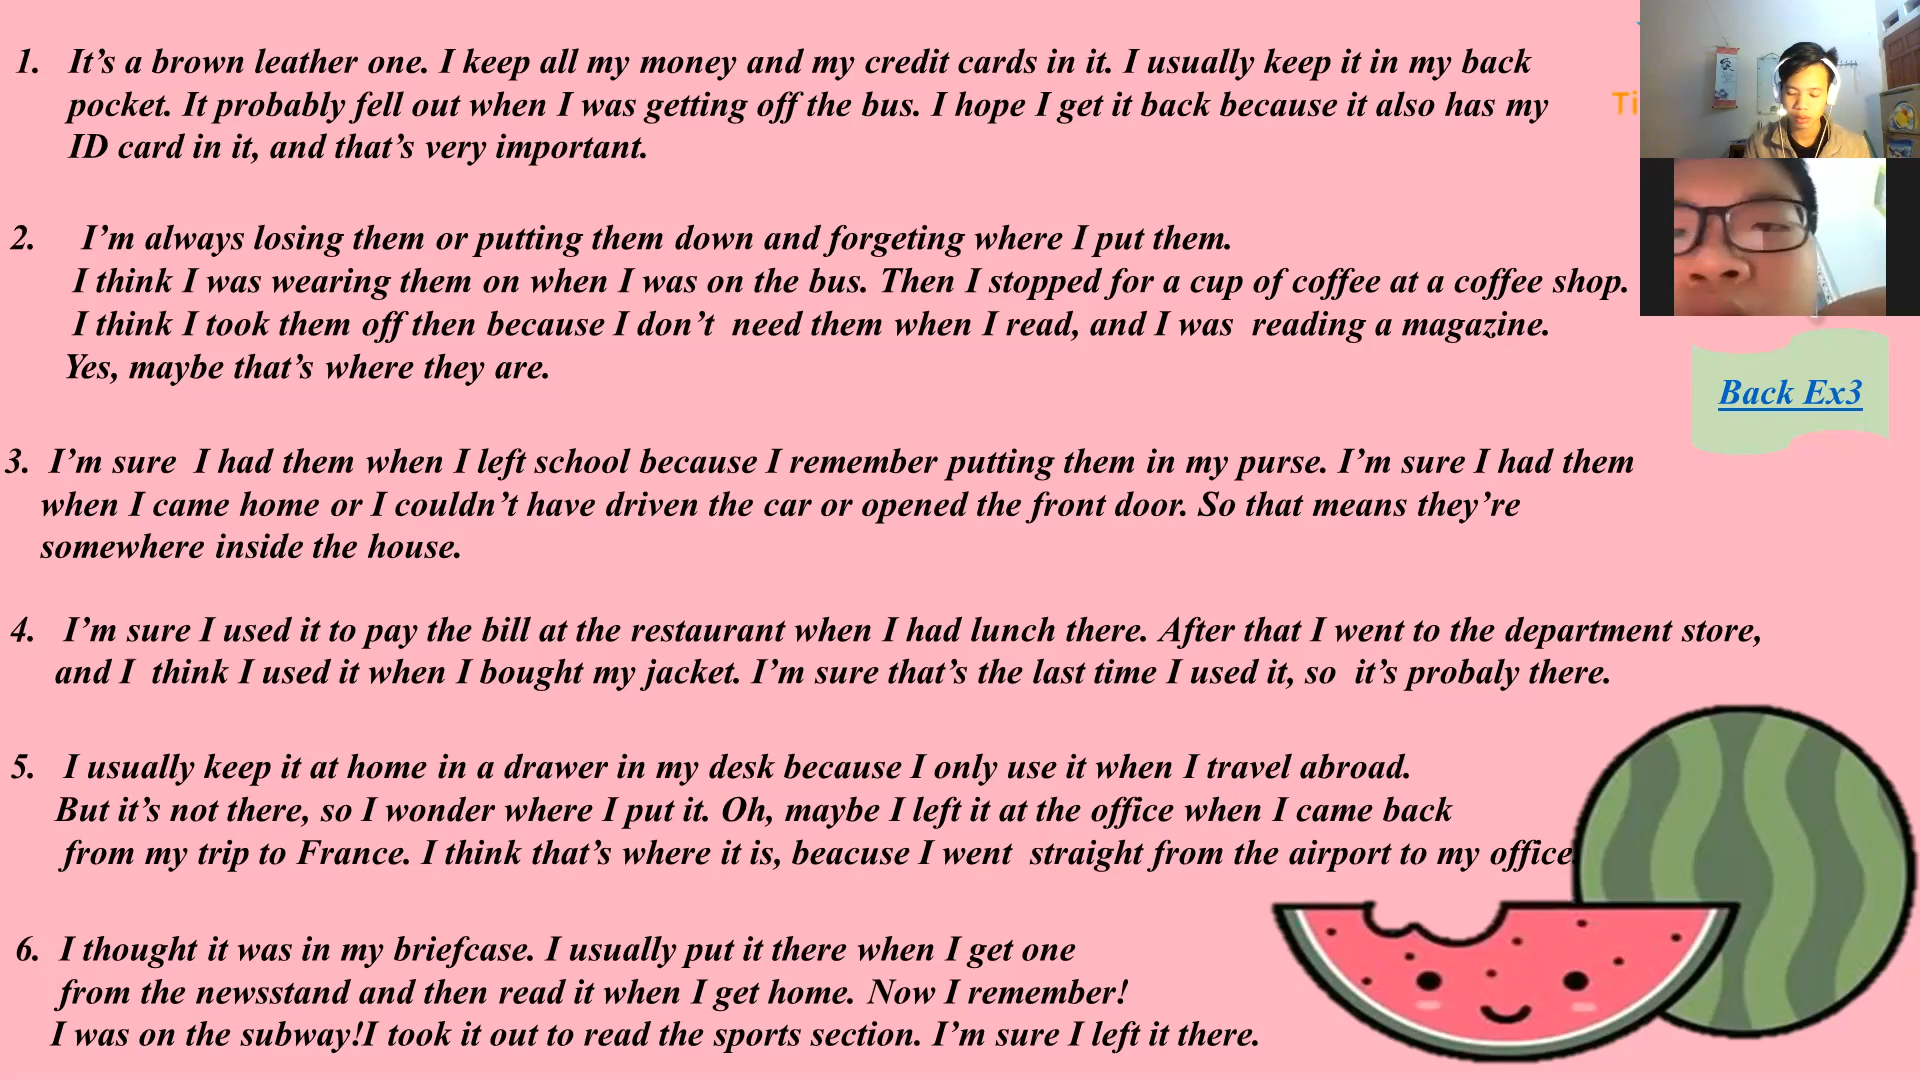 1. It’s a brown leather one. I keep all my money and my credit cards in it. I usually keep it in my back
pocket. It probably fell out when I was getting off the bus. I hope I get it back because it also has my
Ti
ID card in it, and that’s very important.
2. I’m always losing them or putting them down and forgeting where I put them.
I think I was wearing them on when I was on the bus. Then I stopped for a cup of coffee at a coffee shop.
I think I took them off then because I don’t need them when I read, and I was reading a magazine.
Yes, maybe that’s where they are.
Back Ex3
3. I’m sure I had them when I left school because I remember putting them in my purse. I’m sure I had them
when I came home or I couldn’t have driven the car or opened the front door. So that means they’re
somewhere inside the house.
4. I’m sure I used it to pay the bill at the restaurant when I had lunch there. After that I went to the department store,
and I think I used it when I bought my jacket. I’m sure that’s the last time I used it, so it’s probaly there.
5. I usually keep it at home in a drawer in my desk because I only use it when I travel abroad.
But it’s not there, so I wonder where I put it. Oh, maybe I left it at the office when I came back
from my trip to France. I think that’s where it is, beacuse I went straight from the airport to my office.
6. I thought it was in my briefcase. I usually put it there when I get one
from the newsstand and then read it when I get home. Now I remember!
I was on the subway!I took it out to read the sports section. I’m sure I left it there.